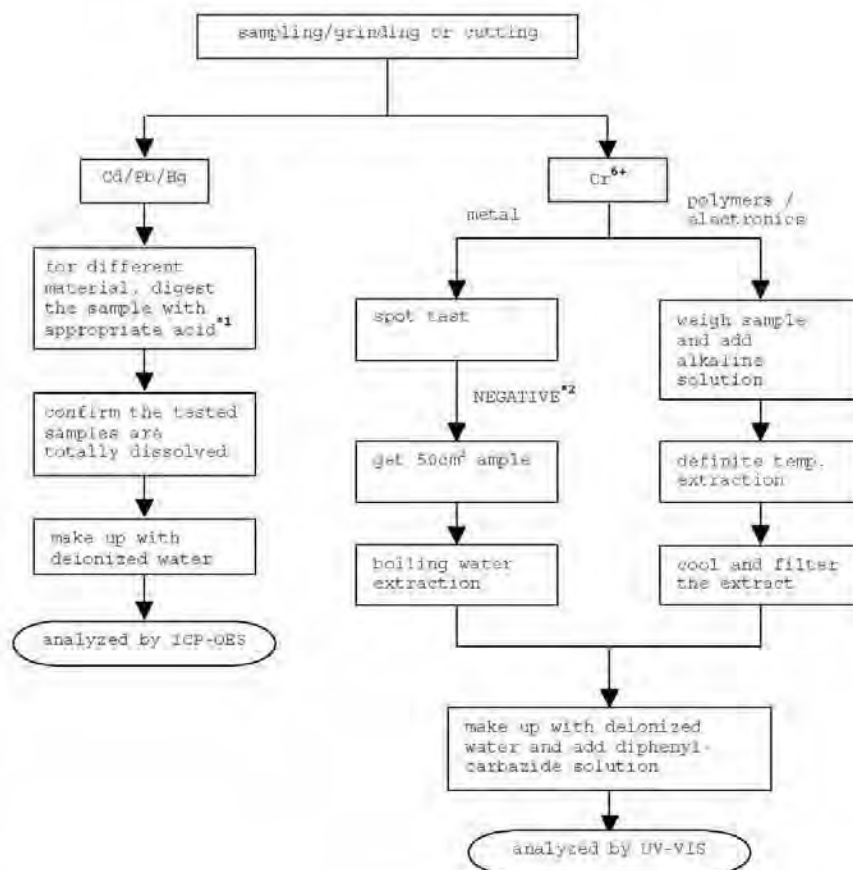 sampling/grinding or cutting
Cd/Pb/Hg
for different
material, digest
the sample with
appropriate acid*1
confirm the tested
samples are
totally dissolved
make up with
deionized water
analyzed by ICP-OES
Cr6+
metal
polymers /
electronics
spot test
NEGATIVE*2
get 50cm2 ample
boiling water
extraction
weigh sample
and add
alkaline
solution
definite temp.
extraction
cool and filter
the extract
make up with deionized
water and add diphenyl-
carbazide solution
analyzed by UV-VIS